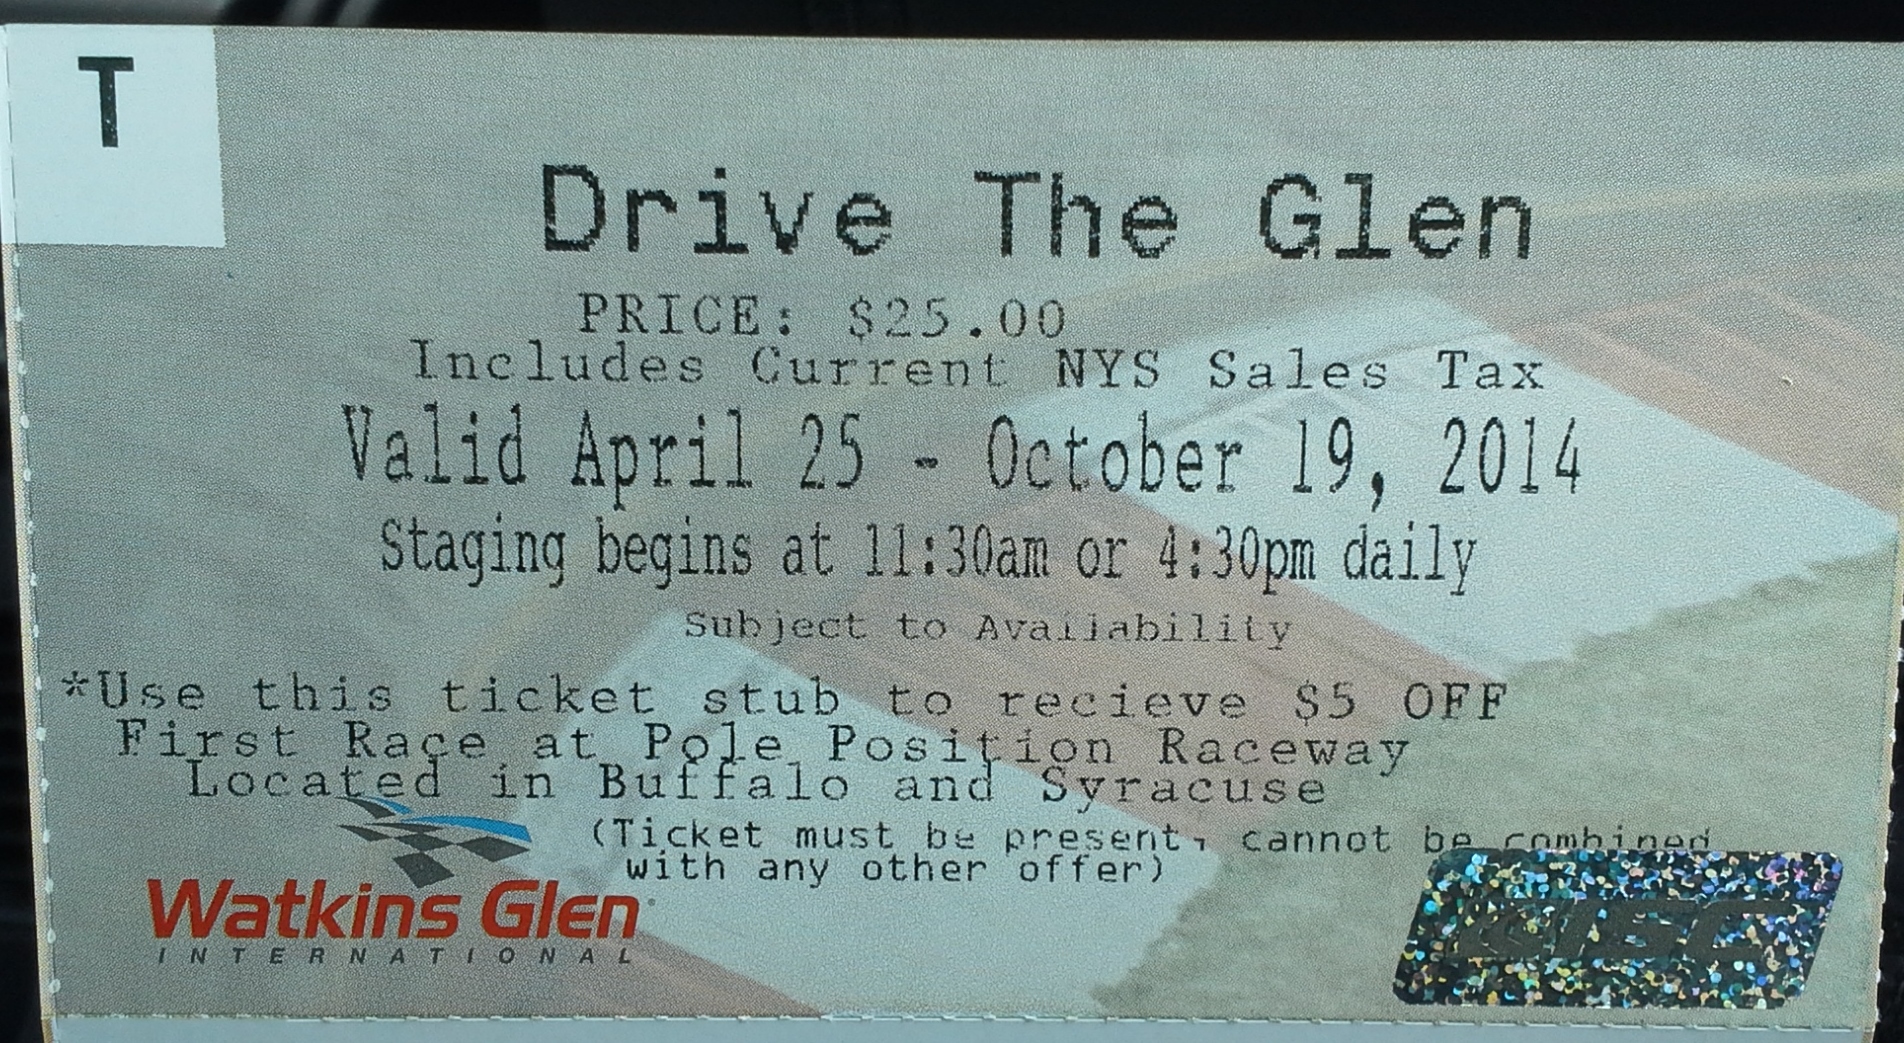 T
Drive The Glen
PRICE: $25.00
Includes Current NYS Sales Tax
Valid April 25 - October 19, 2014
Staging begins at 11:30am or 4:30pm daily
Subject to Availability
*Use this ticket stub to recieve $5 OFF
First Race at Pole Position Raceway
Located in Buffalo and Syracuse
(Ticket must be present, cannot be combined
with any other offer)
Watkins Glen
INTERNATIONAL